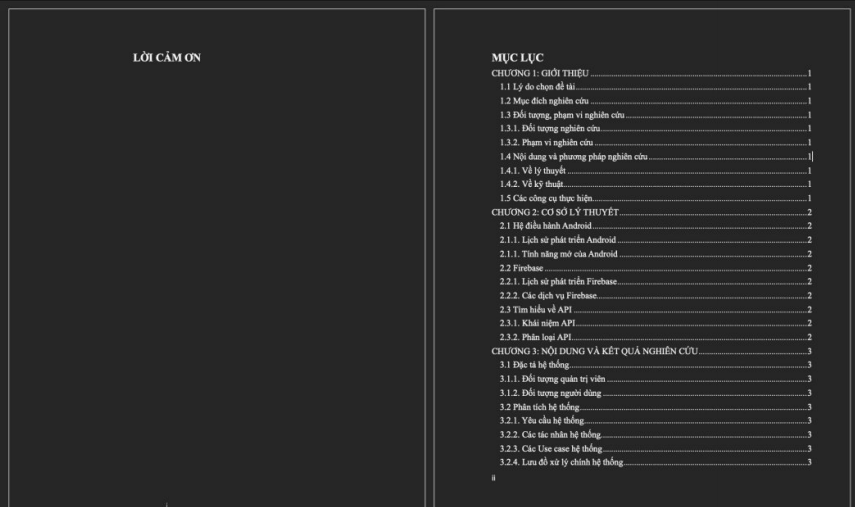 LỜI CẢM ƠN
i
MỤC LỤC
CHƯƠNG 1: GIỚI THIỆU ........ 1
1.1 Lý do chọn đề tài ........ 1
1.2 Mục đích nghiên cứu ........ 1
1.3 Đối tượng, phạm vi nghiên cứu ........ 1
1.3.1. Đối tượng nghiên cứu ........ 1
1.3.2. Phạm vi nghiên cứu ........ 1
1.4 Nội dung và phương pháp nghiên cứu ........ 1
1.4.1. Về lý thuyết ........ 1
1.4.2. Về kỹ thuật ........ 1
1.5 Các công cụ thực hiện ........ 1
CHƯƠNG 2: CƠ SỞ LÝ THUYẾT ........ 2
2.1 Hệ điều hành Android ........ 2
2.1.1. Lịch sử phát triển Android ........ 2
2.1.1. Tính năng mở của Android ........ 2
2.2 Firebase ........ 2
2.2.1. Lịch sử phát triển Firebase ........ 2
2.2.2. Các dịch vụ Firebase ........ 2
2.3 Tìm hiểu về API ........ 2
2.3.1. Khái niệm API ........ 2
2.3.2. Phân loại API ........ 2
CHƯƠNG 3: NỘI DUNG VÀ KẾT QUẢ NGHIÊN CỨU ........ 3
3.1 Đặc tả hệ thống ........ 3
3.1.1. Đối tượng quản trị viên ........ 3
3.1.2. Đối tượng người dùng ........ 3
3.2 Phân tích hệ thống ........ 3
3.2.1. Yêu cầu hệ thống ........ 3
3.2.2. Các tác nhân hệ thống ........ 3
3.2.3. Các Use case hệ thống ........ 3
3.2.4. Lưu đồ xử lý chính hệ thống ........ 3
ii